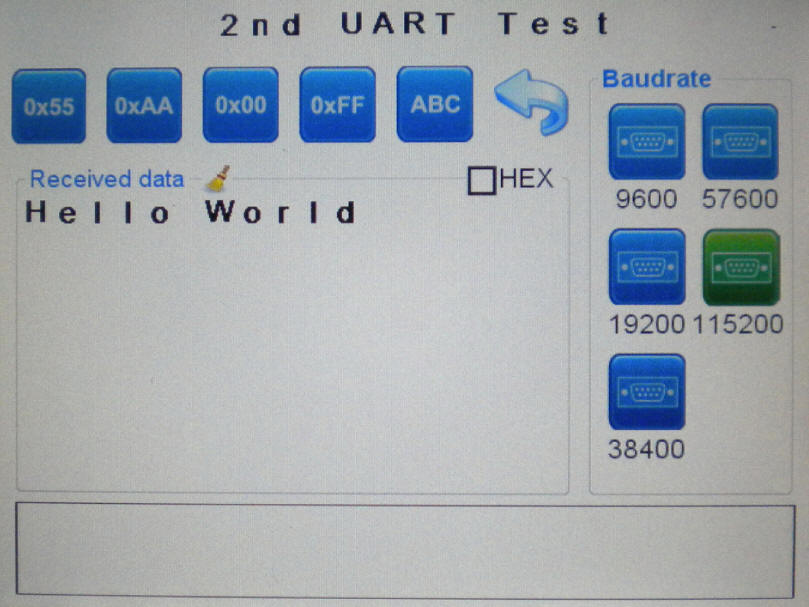 2nd UART Test
0x55 0xAA 0x00 0xFF ABC
Baudrate
Received data HEX
Hello World
9600 57600
19200 115200
38400